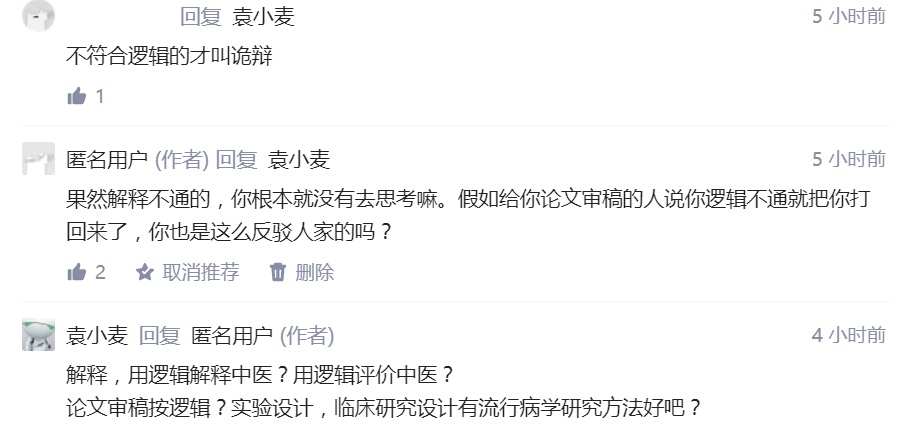 回复 袁小麦 5 小时前
不符合逻辑的才叫诡辩
1
匿名用户 (作者) 回复 袁小麦 5 小时前
果然解释不通的，你根本就没有去思考嘛。假如给你论文审稿的人说你逻辑不通就把你打
回来了，你也是这么反驳人家的吗？
2 取消推荐 删除
袁小麦 回复 匿名用户 (作者) 4 小时前
解释，用逻辑解释中医？用逻辑评价中医？
论文审稿按逻辑？实验设计，临床研究设计有流行病学研究方法好吧？